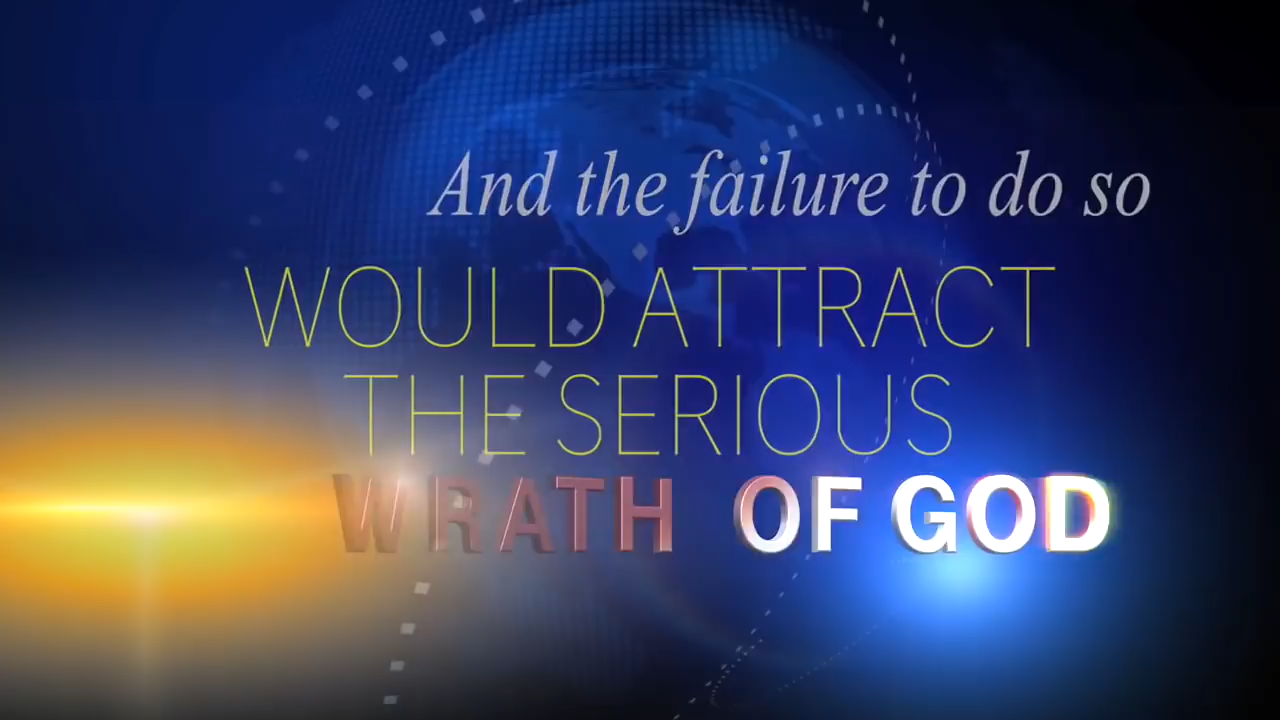 And the failure to do so
WOULD ATTRACT
THE SERIOUS
WRATH OF GOD